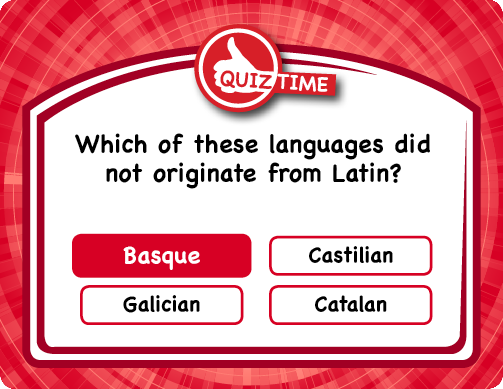 QUIZ TIME
Which of these languages did
not originate from Latin?
Basque
Castilian
Galician
Catalan